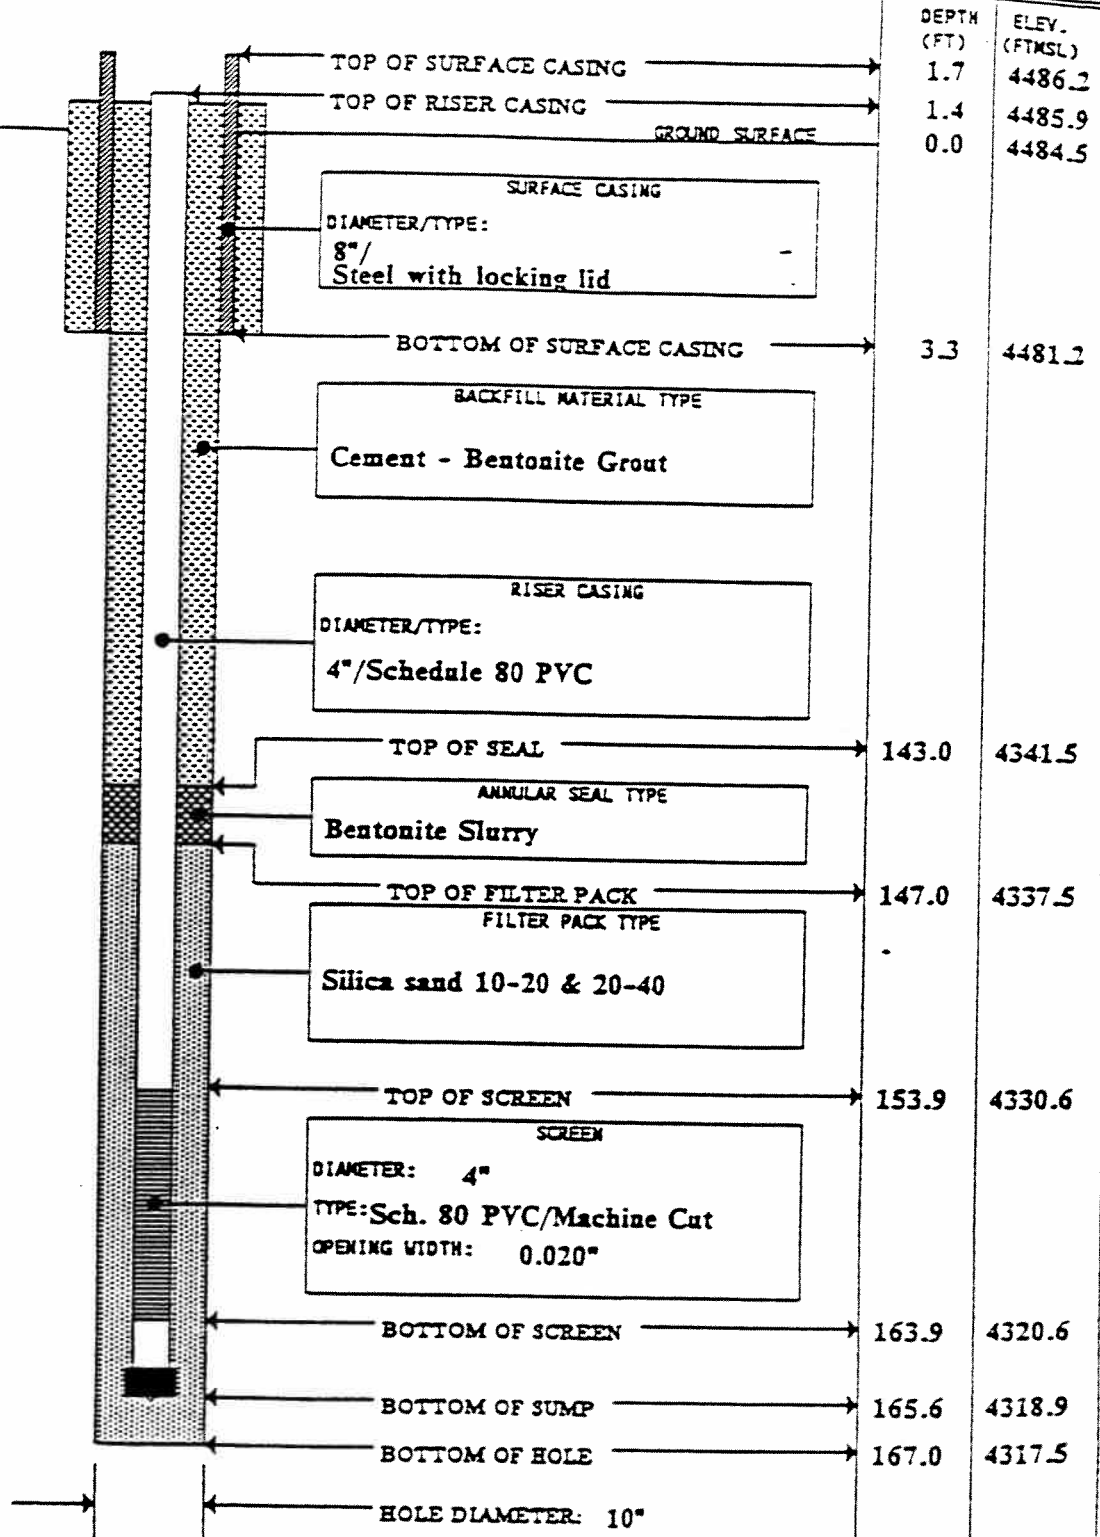 DEPTH ELEV.
(FT) (FTMSL)
TOP OF SURFACE CASING 1.7 4486.2
TOP OF RISER CASING 1.4 4485.9
GROUND SURFACE 0.0 4484.5
SURFACE CASING
DIAMETER/TYPE:
8"/
Steel with locking lid
BOTTOM OF SURFACE CASING 3.3 4481.2
BACKFILL MATERIAL TYPE
Cement - Bentonite Grout
RISER CASING
DIAMETER/TYPE:
4"/Schedule 80 PVC
TOP OF SEAL 143.0 4341.5
ANNULAR SEAL TYPE
Bentonite Slurry
TOP OF FILTER PACK 147.0 4337.5
FILTER PACK TYPE
Silica sand 10-20 & 20-40
TOP OF SCREEN 153.9 4330.6
SCREEN
DIAMETER: 4"
TYPE: Sch. 80 PVC/Machine Cut
OPENING WIDTH: 0.020"
BOTTOM OF SCREEN 163.9 4320.6
BOTTOM OF SUMP 165.6 4318.9
BOTTOM OF HOLE 167.0 4317.5
HOLE DIAMETER: 10"